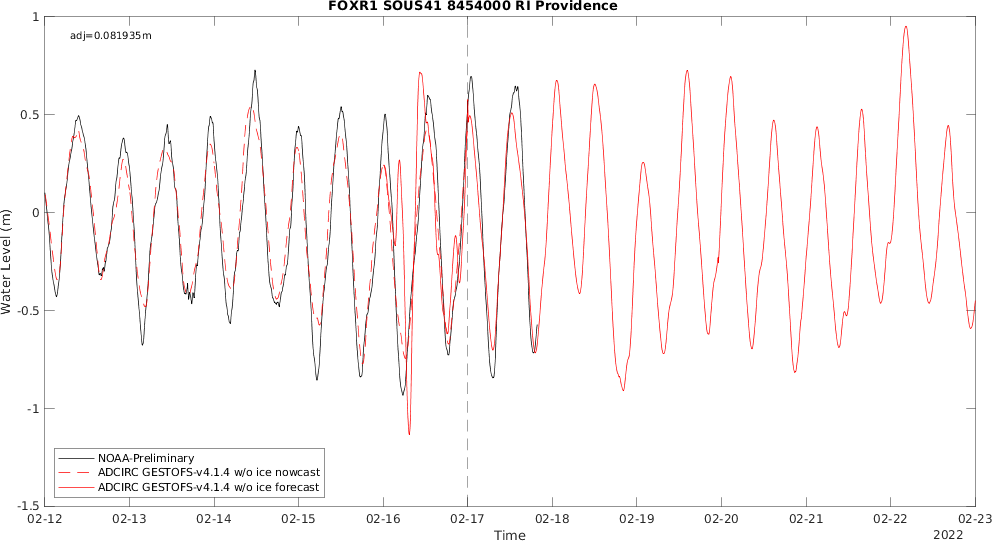 FOXR1 SOUS41 8454000 RI Providence
adj=0.081935m
1
0.5
0
-0.5
-1
-1.5
Water Level (m)
NOAA-Preliminary
ADCIRC GESTOFS-v4.1.4 w/o ice nowcast
ADCIRC GESTOFS-v4.1.4 w/o ice forecast
02-12 02-13 02-14 02-15 02-16 02-17 02-18 02-19 02-20 02-21 02-22 02-23
Time
2022